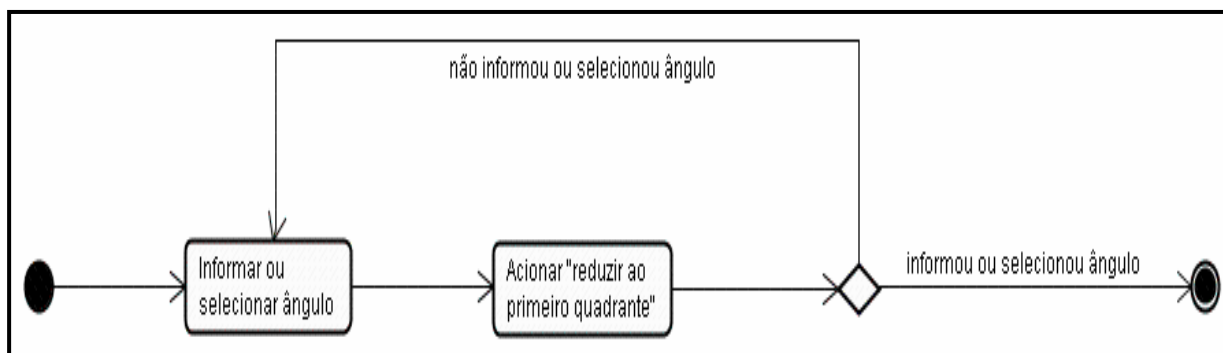 não informou ou selecionou ângulo
Informar ou
selecionar ângulo
Acionar "reduzir ao
primeiro quadrante"
informou ou selecionou ângulo